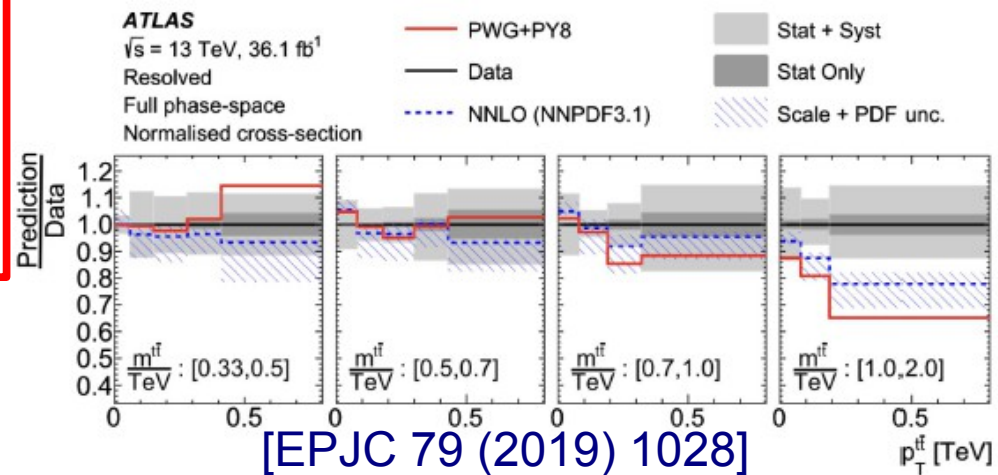 ATLAS
√s = 13 TeV, 36.1 fb¹
Resolved
Full phase-space
Normalised cross-section
PWG+PY8
Data
NNLO (NNPDF3.1)
Stat + Syst
Stat Only
Scale + PDF unc.
Prediction
Data
1.2
1.1
1.0
0.9
0.8
0.7
0.6
0.5
0.4
m^{tt̄}/TeV : [0.33,0.5]
m^{tt̄}/TeV : [0.5,0.7]
m^{tt̄}/TeV : [0.7,1.0]
m^{tt̄}/TeV : [1.0,2.0]
0 0.5 0 0.5 0 0.5 0 0.5
[EPJC 79 (2019) 1028]
p_T^{tt̄} [TeV]